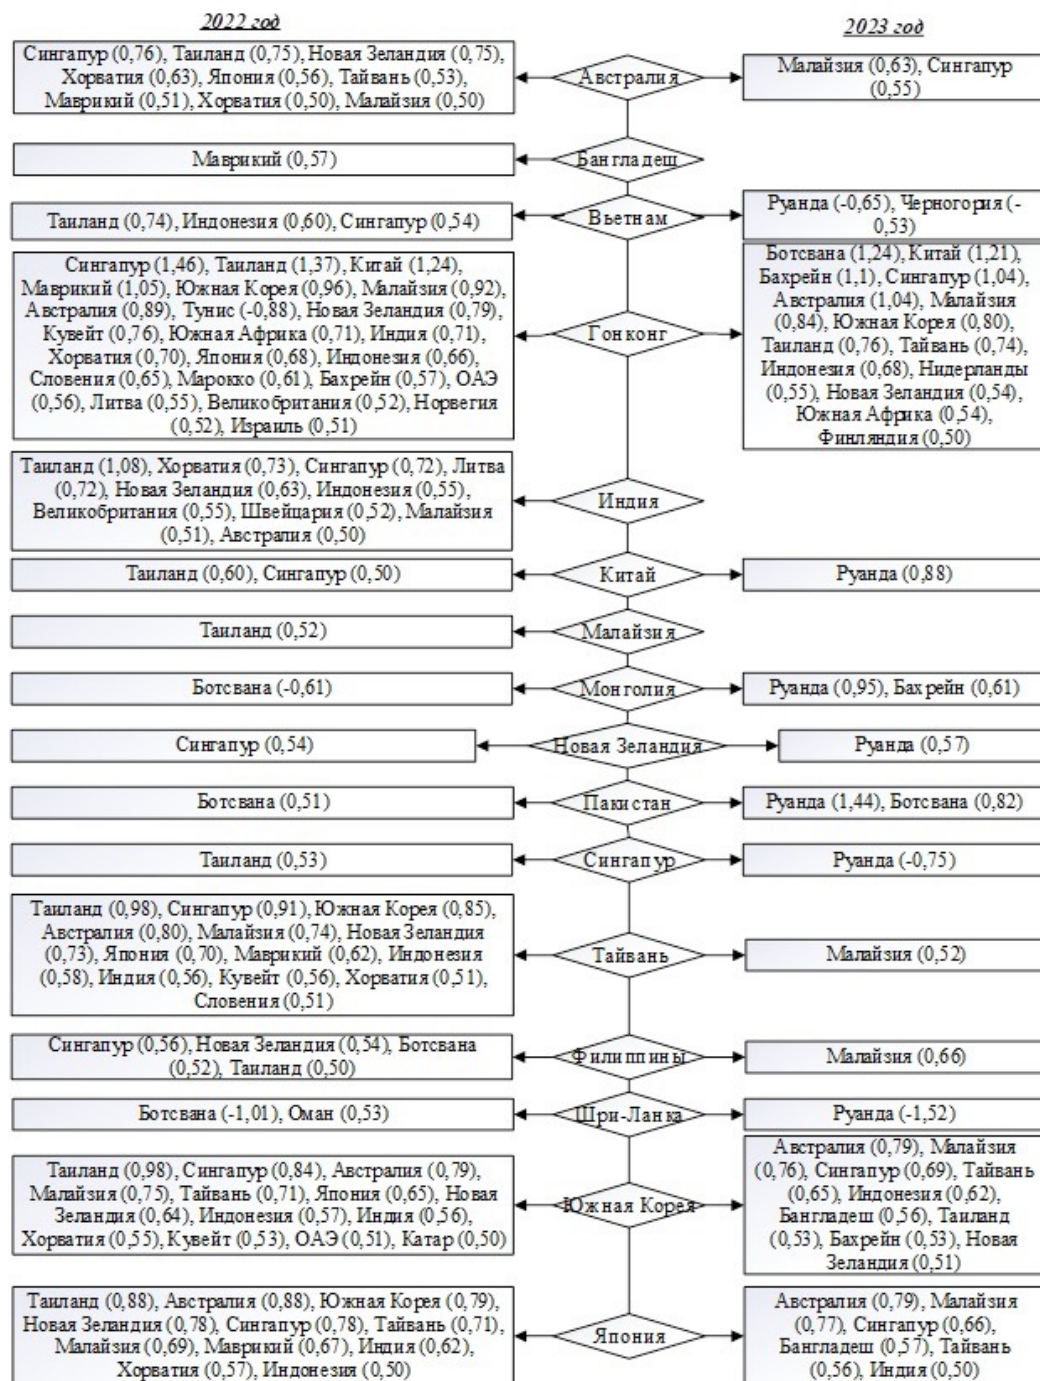 2022 год
2023 год
Сингапур (0,76), Таиланд (0,75), Новая Зеландия (0,75),
Хорватия (0,63), Япония (0,56), Тайвань (0,53),
Маврикий (0,51), Хорватия (0,50), Малайзия (0,50)
Австралия
Малайзия (0,63), Сингапур
(0,55)
Маврикий (0,57)
Бангладеш
Таиланд (0,74), Индонезия (0,60), Сингапур (0,54)
Вьетнам
Руанда (-0,65), Черногория (-
0,53)
Сингапур (1,46), Таиланд (1,37), Китай (1,24),
Маврикий (1,05), Южная Корея (0,96), Малайзия (0,92),
Австралия (0,89), Тунис (-0,88), Новая Зеландия (0,79),
Кувейт (0,76), Южная Африка (0,71), Индия (0,71),
Хорватия (0,70), Япония (0,68), Индонезия (0,66),
Словения (0,65), Марокко (0,61), Бахрейн (0,57), ОАЭ
(0,56), Литва (0,55), Великобритания (0,52), Норвегия
(0,52), Израиль (0,51)
Гонконг
Ботсвана (1,24), Китай (1,21),
Бахрейн (1,1), Сингапур (1,04),
Австралия (1,04), Малайзия
(0,84), Южная Корея (0,80),
Таиланд (0,76), Тайвань (0,74),
Индонезия (0,68), Нидерланды
(0,55), Новая Зеландия (0,54),
Южная Африка (0,54),
Финляндия (0,50)
Таиланд (1,08), Хорватия (0,73), Сингапур (0,72), Литва
(0,72), Новая Зеландия (0,63), Индонезия (0,55),
Великобритания (0,55), Швейцария (0,52), Малайзия
(0,51), Австралия (0,50)
Индия
Таиланд (0,60), Сингапур (0,50)
Китай
Руанда (0,88)
Таиланд (0,52)
Малайзия
Ботсвана (-0,61)
Монголия
Руанда (0,95), Бахрейн (0,61)
Сингапур (0,54)
Новая Зеландия
Руанда (0,57)
Ботсвана (0,51)
Пакистан
Руанда (1,44), Ботсвана (0,82)
Таиланд (0,53)
Сингапур
Руанда (-0,75)
Таиланд (0,98), Сингапур (0,91), Южная Корея (0,85),
Австралия (0,80), Малайзия (0,74), Новая Зеландия
(0,73), Япония (0,70), Маврикий (0,62), Индонезия
(0,58), Индия (0,56), Кувейт (0,56), Хорватия (0,51),
Словения (0,51)
Тайвань
Малайзия (0,52)
Сингапур (0,56), Новая Зеландия (0,54), Ботсвана
(0,52), Таиланд (0,50)
Филиппины
Малайзия (0,66)
Ботсвана (-1,01), Оман (0,53)
Шри-Ланка
Руанда (-1,52)
Таиланд (0,98), Сингапур (0,84), Австралия (0,79),
Малайзия (0,75), Тайвань (0,71), Япония (0,65), Новая
Зеландия (0,64), Индонезия (0,57), Индия (0,56),
Хорватия (0,55), Кувейт (0,53), ОАЭ (0,51), Катар (0,50)
Южная Корея
Австралия (0,79), Малайзия
(0,76), Сингапур (0,69), Тайвань
(0,65), Индонезия (0,62),
Бангладеш (0,56), Таиланд
(0,53), Бахрейн (0,53), Новая
Зеландия (0,51)
Таиланд (0,88), Австралия (0,88), Южная Корея (0,79),
Новая Зеландия (0,78), Сингапур (0,78), Тайвань (0,71),
Малайзия (0,69), Маврикий (0,67), Индия (0,62),
Хорватия (0,57), Индонезия (0,50)
Япония
Австралия (0,79), Малайзия
(0,77), Сингапур (0,66),
Бангладеш (0,57), Тайвань
(0,56), Индия (0,50)